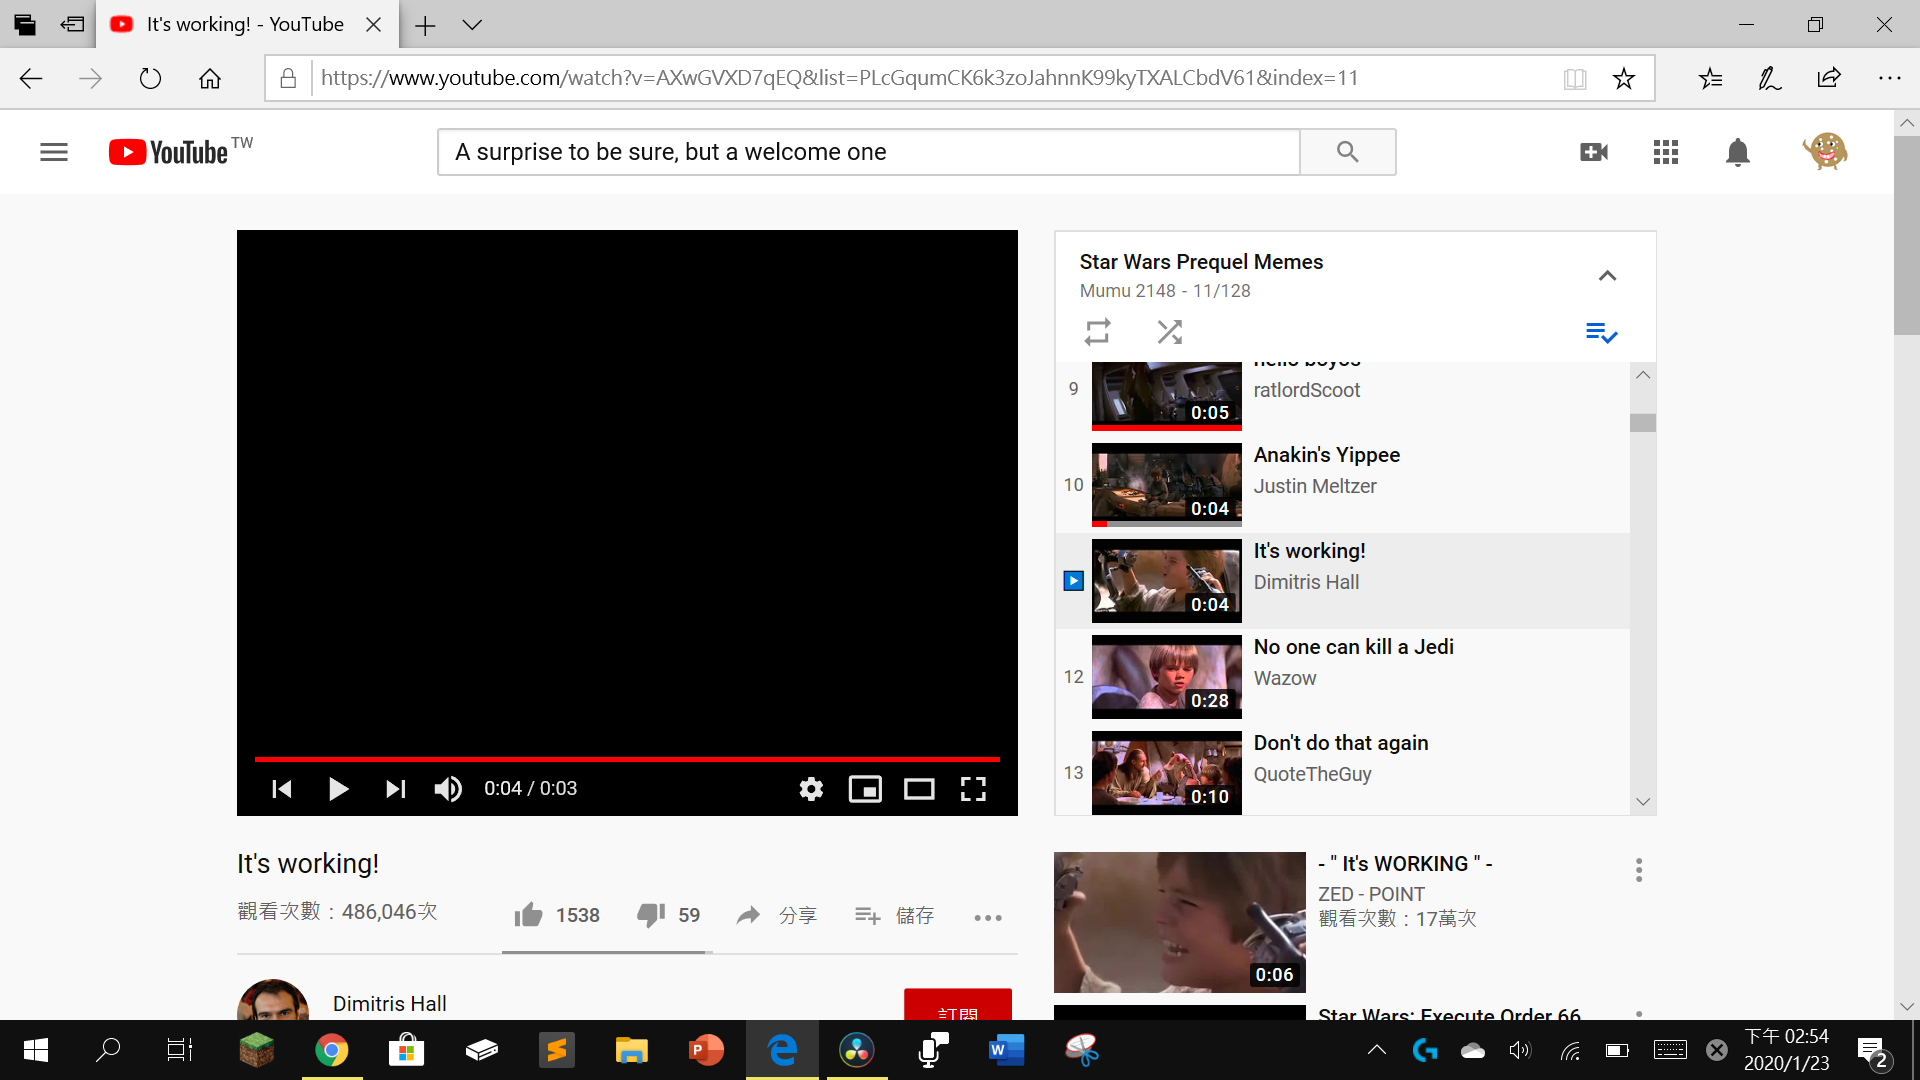 It's working! - YouTube
https://www.youtube.com/watch?v=AXwGVXD7qEQ&list=PLcGqumCK6k3zoJahnnK99kyTXALCbdV61&index=11
YouTube TW
A surprise to be sure, but a welcome one
0:04 / 0:03
It's working!
觀看次數：486,046次
1538
59
分享
儲存
Dimitris Hall
訂閱
Star Wars Prequel Memes
Mumu 2148 - 11/128
9
hello boyos
ratlordScoot
0:05
10
Anakin's Yippee
Justin Meltzer
0:04
It's working!
Dimitris Hall
0:04
12
No one can kill a Jedi
Wazow
0:28
13
Don't do that again
QuoteTheGuy
0:10
- " It's WORKING " -
ZED - POINT
觀看次數：17萬次
0:06
Star Wars: Execute Order 66
下午 02:54
2020/1/23
2